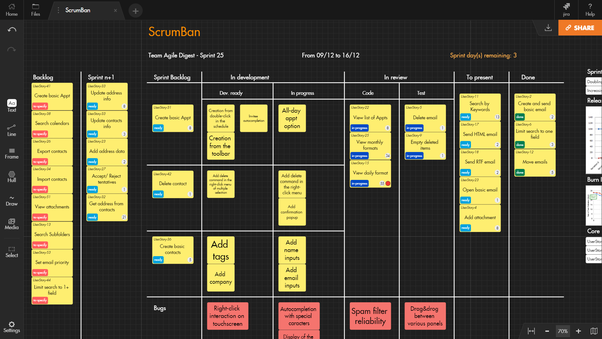 Home
Files
ScrumBan
jira
Help
SHARE
ScrumBan
Team Agile Digest - Sprint 25
From 09/12 to 16/12
Sprint day(s) remaining: 3
Backlog
Sprint n+1
Sprint Backlog
In development
In review
To present
Done
Dev. ready
In progress
Code
Test
Create basic Appt
Search calendars
Export contacts
Import contacts
View attachments
Search Subfolders
Set email priority
Limit search to 1+
field
Update address
info
Update contacts
info
Add address data
Accept/ Reject
tentatives
Get address from
contacts
Create basic Appt
Creation from
double-click
in the
schedule
Creation from
the toolbar
All-day
appt
option
View list of Appts
View monthly
formats
View daily format
Delete email
Empty deleted
items
Search by
Keywords
Send HTML email
Send RTF email
Open basic email
Add attachment
Create and send
basic email
Limit search to one
field
Move emails
Delete contact
Add delete
command in the
right-click menu
of multiple
selection
Add delete
command in
the right-
click menu
Add
confirmation
popup
Create basic
contacts
Add
tags
Add
company
Add
name inputs
Add
email inputs
Bugs
Right-click
interaction on
touchscreen
Autocompletion
with special
caracters
Display of the
Spam filter
reliability
Drag&drog
between
various panels
Text
Line
Frame
Hull
Draw
Media
Select
Settings
Sprint
Relea
Burn
Core
70%